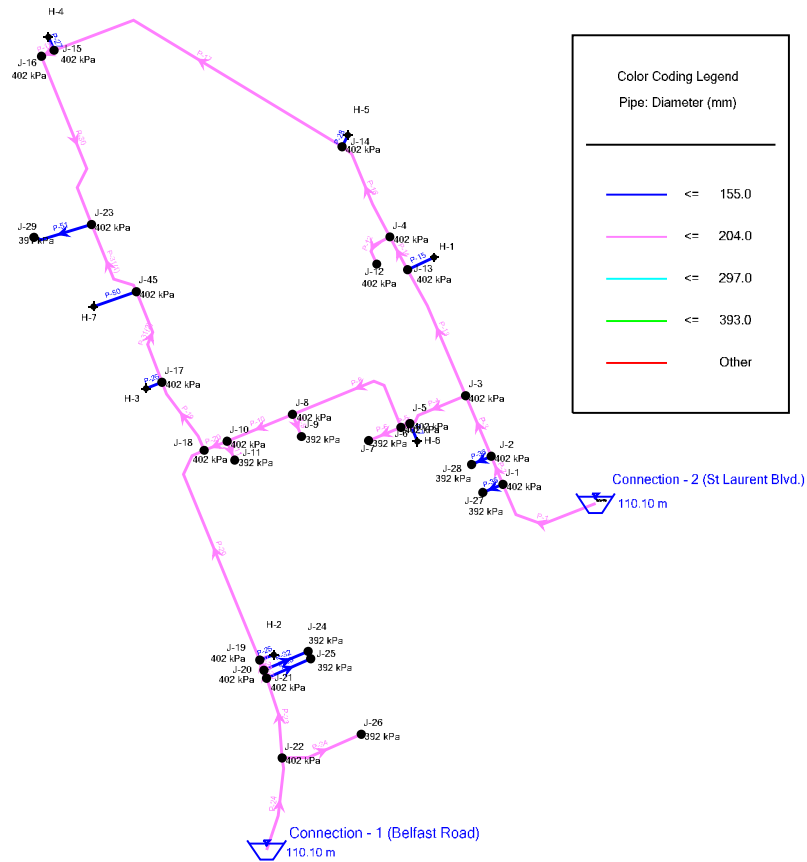 H-4
J-15
402 kPa
J-16
402 kPa
H-5
J-14
402 kPa
Color Coding Legend
Pipe: Diameter (mm)
<= 155.0
<= 204.0
<= 297.0
<= 393.0
Other
J-23
402 kPa
P-51
J-29
391 kPa
J-4
402 kPa
H-1
P-15
J-13
402 kPa
J-12
402 kPa
J-45
402 kPa
P-50
H-7
J-17
402 kPa
H-3
J-3
402 kPa
J-8
J-9
392 kPa
J-5
402 kPa
J-6
H-6
J-7
392 kPa
J-10
402 kPa
J-11
392 kPa
J-18
402 kPa
J-2
402 kPa
J-28
392 kPa
J-1
402 kPa
J-27
392 kPa
Connection - 2 (St Laurent Blvd.)
110.10 m
H-2
J-24
392 kPa
J-19
402 kPa
J-25
392 kPa
J-20
402 kPa
J-21
402 kPa
J-26
392 kPa
J-22
402 kPa
P-24
Connection - 1 (Belfast Road)
110.10 m